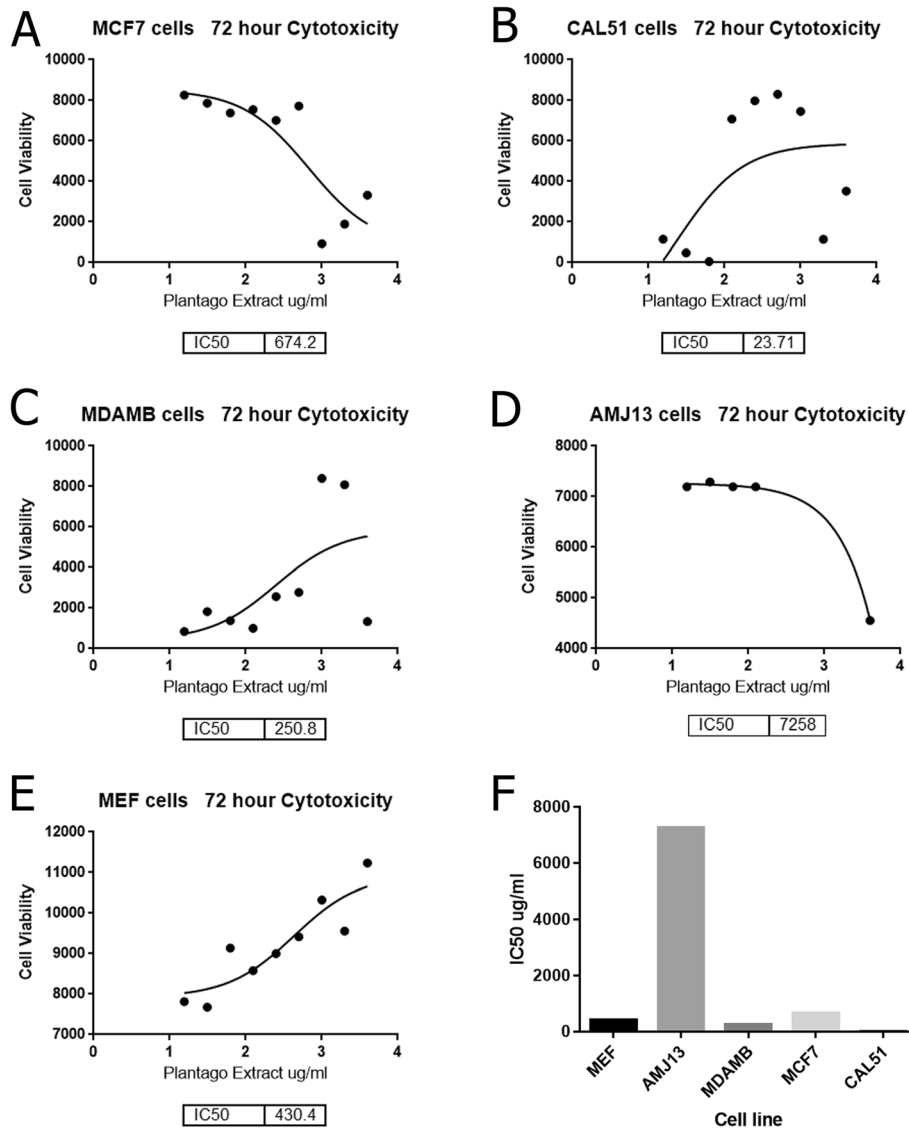 A
MCF7 cells 72 hour Cytotoxicity
10000
8000
6000
4000
2000
0
Cell Viability
0 1 2 3 4
Plantago Extract ug/ml
IC50 674.2
B
CAL51 cells 72 hour Cytotoxicity
10000
8000
6000
4000
2000
0
Cell Viability
0 1 2 3 4
Plantago Extract ug/ml
IC50 23.71
C
MDAMB cells 72 hour Cytotoxicity
10000
8000
6000
4000
2000
0
Cell Viability
0 1 2 3 4
Plantago Extract ug/ml
IC50 250.8
D
AMJ13 cells 72 hour Cytotoxicity
8000
7000
6000
5000
4000
Cell Viability
0 1 2 3 4
Plantago Extract ug/ml
IC50 7258
E
MEF cells 72 hour Cytotoxicity
12000
11000
10000
9000
8000
7000
Cell Viability
0 1 2 3 4
Plantago Extract ug/ml
IC50 430.4
F
8000
6000
4000
2000
0
IC50 ug/ml
MEF
AMJ13
MDAMB
MCF7
CAL51
Cell line